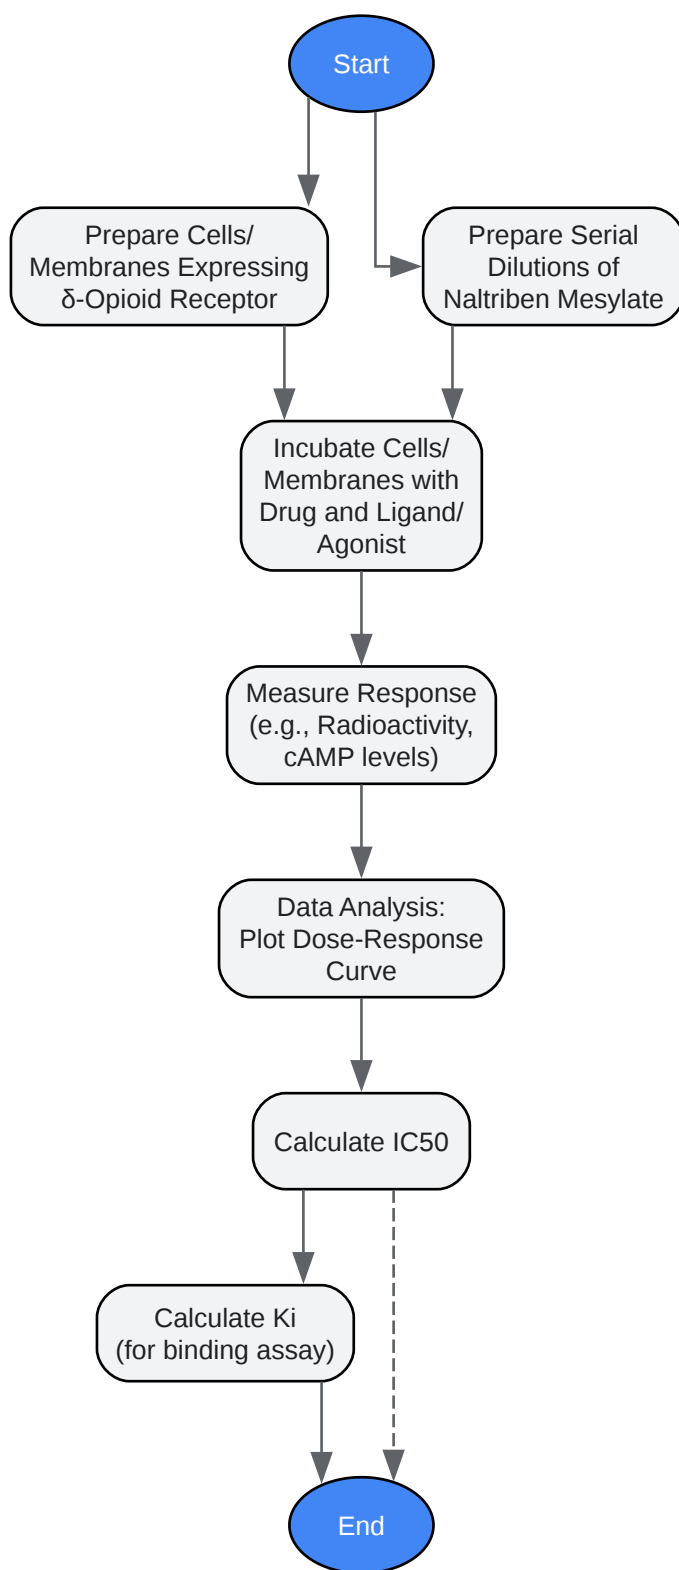 Start
Prepare Cells/
Membranes Expressing
δ-Opioid Receptor
Prepare Serial
Dilutions of
Naltriben Mesylate
Incubate Cells/
Membranes with
Drug and Ligand/
Agonist
Measure Response
(e.g., Radioactivity,
cAMP levels)
Data Analysis:
Plot Dose-Response
Curve
Calculate IC50
Calculate Ki
(for binding assay)
End